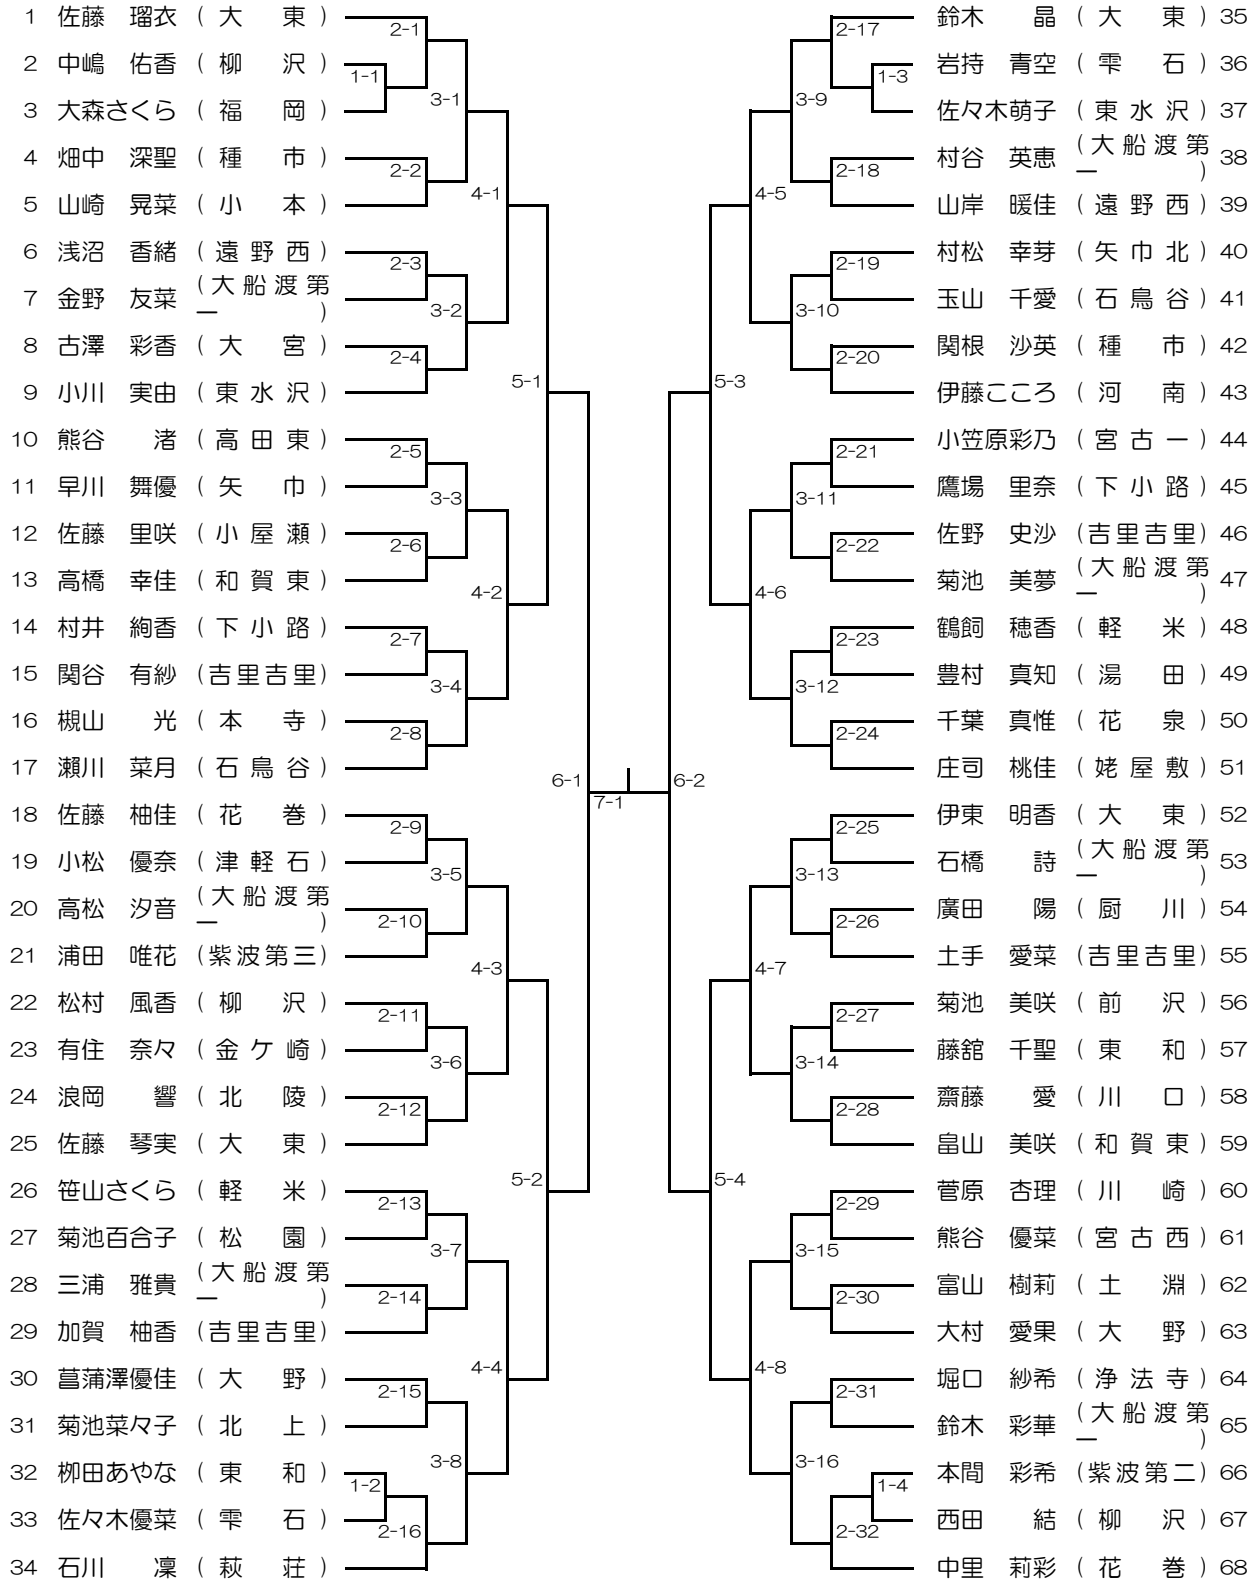 1 佐藤 瑠衣 ( 大 東 )
2 中嶋 佑香 ( 柳 沢 )
3 大森さくら ( 福 岡 )
4 畑中 深聖 ( 種 市 )
5 山崎 晃菜 ( 小 本 )
6 浅沼 香緒 ( 遠 野 西 )
7 金野 友菜 ( 大 船 渡 第 一 )
8 古澤 彩香 ( 大 宮 )
9 小川 実由 ( 東 水 沢 )
10 熊谷 渚 ( 高 田 東 )
11 早川 舞優 ( 矢 巾 )
12 佐藤 里咲 ( 小 屋 瀬 )
13 高橋 幸佳 ( 和 賀 東 )
14 村井 絢香 ( 下 小 路 )
15 関谷 有紗 (吉里吉里)
16 槻山 光 ( 本 寺 )
17 瀬川 菜月 ( 石 鳥 谷 )
18 佐藤 柚佳 ( 花 巻 )
19 小松 優奈 ( 津 軽 石 )
20 高松 汐音 ( 大 船 渡 第 一 )
21 浦田 唯花 (紫波第三)
22 松村 風香 ( 柳 沢 )
23 有住 奈々 ( 金 ケ 崎 )
24 浪岡 響 ( 北 陵 )
25 佐藤 琴実 ( 大 東 )
26 笹山さくら ( 軽 米 )
27 菊池百合子 ( 松 園 )
28 三浦 雅貴 ( 大 船 渡 第 一 )
29 加賀 柚香 (吉里吉里)
30 菖蒲澤優佳 ( 大 野 )
31 菊池菜々子 ( 北 上 )
32 栁田あやな ( 東 和 )
33 佐々木優菜 ( 雫 石 )
34 石川 凜 ( 萩 荘 )
1-1
1-2
2-1
2-2
2-3
2-4
2-5
2-6
2-7
2-8
2-9
2-10
2-11
2-12
2-13
2-14
2-15
2-16
3-1
3-2
3-3
3-4
3-5
3-6
3-7
3-8
4-1
4-2
4-3
4-4
5-1
5-2
6-1
7-1
6-2
5-3
5-4
4-5
4-6
4-7
4-8
3-9
3-10
3-11
3-12
3-13
3-14
3-15
3-16
2-17
2-18
2-19
2-20
2-21
2-22
2-23
2-24
2-25
2-26
2-27
2-28
2-29
2-30
2-31
2-32
1-3
1-4
鈴木 晶 ( 大 東 ) 35
岩持 青空 ( 雫 石 ) 36
佐々木萌子 ( 東 水 沢 ) 37
村谷 英恵 ( 大 船 渡 第 一 ) 38
山岸 暖佳 ( 遠 野 西 ) 39
村松 幸芽 ( 矢 巾 北 ) 40
玉山 千愛 ( 石 鳥 谷 ) 41
関根 沙英 ( 種 市 ) 42
伊藤こころ ( 河 南 ) 43
小笠原彩乃 ( 宮 古 一 ) 44
鷹場 里奈 ( 下 小 路 ) 45
佐野 史沙 (吉里吉里) 46
菊池 美夢 ( 大 船 渡 第 一 ) 47
鶴飼 穂香 ( 軽 米 ) 48
豊村 真知 ( 湯 田 ) 49
千葉 真惟 ( 花 泉 ) 50
庄司 桃佳 ( 姥 屋 敷 ) 51
伊東 明香 ( 大 東 ) 52
石橋 詩 ( 大 船 渡 第 一 ) 53
廣田 陽 ( 厨 川 ) 54
土手 愛菜 (吉里吉里) 55
菊池 美咲 ( 前 沢 ) 56
藤舘 千聖 ( 東 和 ) 57
齋藤 愛 ( 川 口 ) 58
畠山 美咲 ( 和 賀 東 ) 59
菅原 杏理 ( 川 崎 ) 60
熊谷 優菜 ( 宮 古 西 ) 61
富山 樹莉 ( 土 淵 ) 62
大村 愛果 ( 大 野 ) 63
堀口 紗希 ( 浄 法 寺 ) 64
鈴木 彩華 ( 大 船 渡 第 一 ) 65
本間 彩希 (紫波第二) 66
西田 結 ( 柳 沢 ) 67
中里 莉彩 ( 花 巻 ) 68